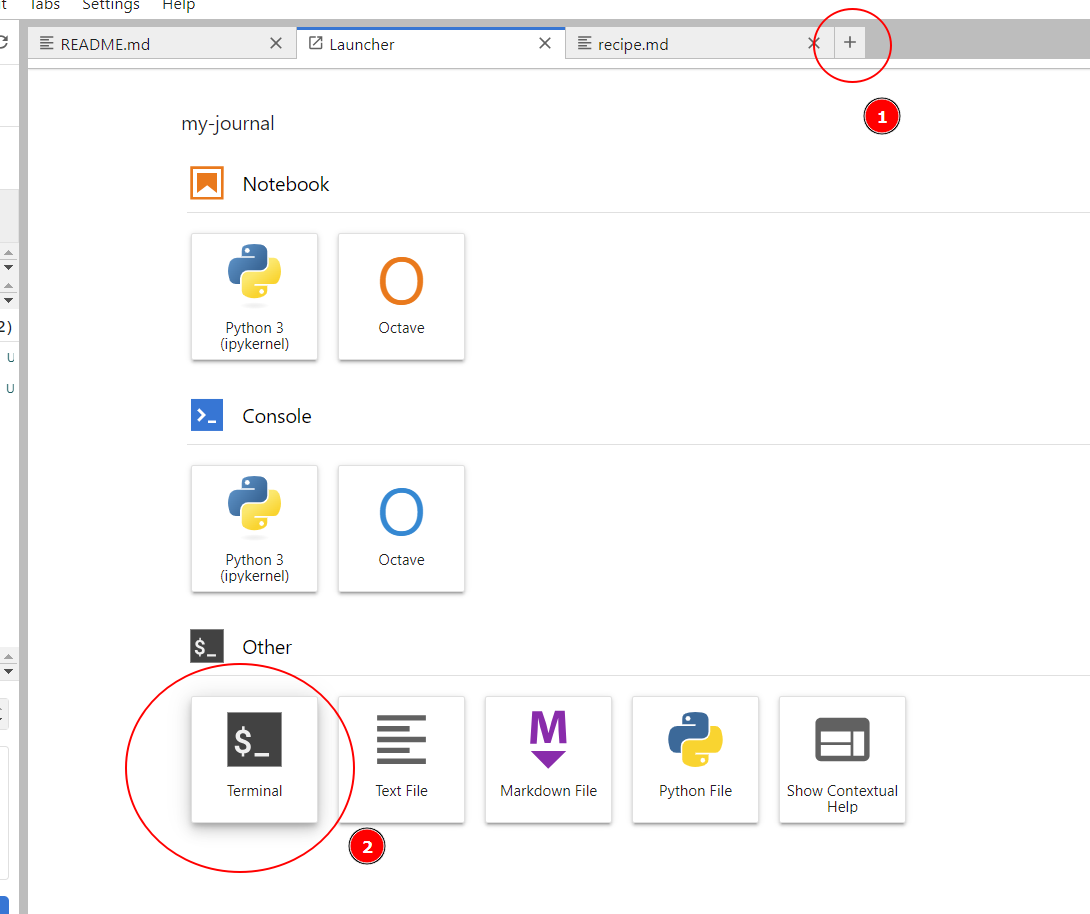 t Tabs Settings Help
README.md Launcher recipe.md
1
my-journal
Notebook
Python 3
(ipykernel)
O
Octave
>_ Console
Python 3
(ipykernel)
O
Octave
$_ Other
$_
Terminal
Text File
M
Markdown File
Python File
Show Contextual
Help
2
2)
U
U